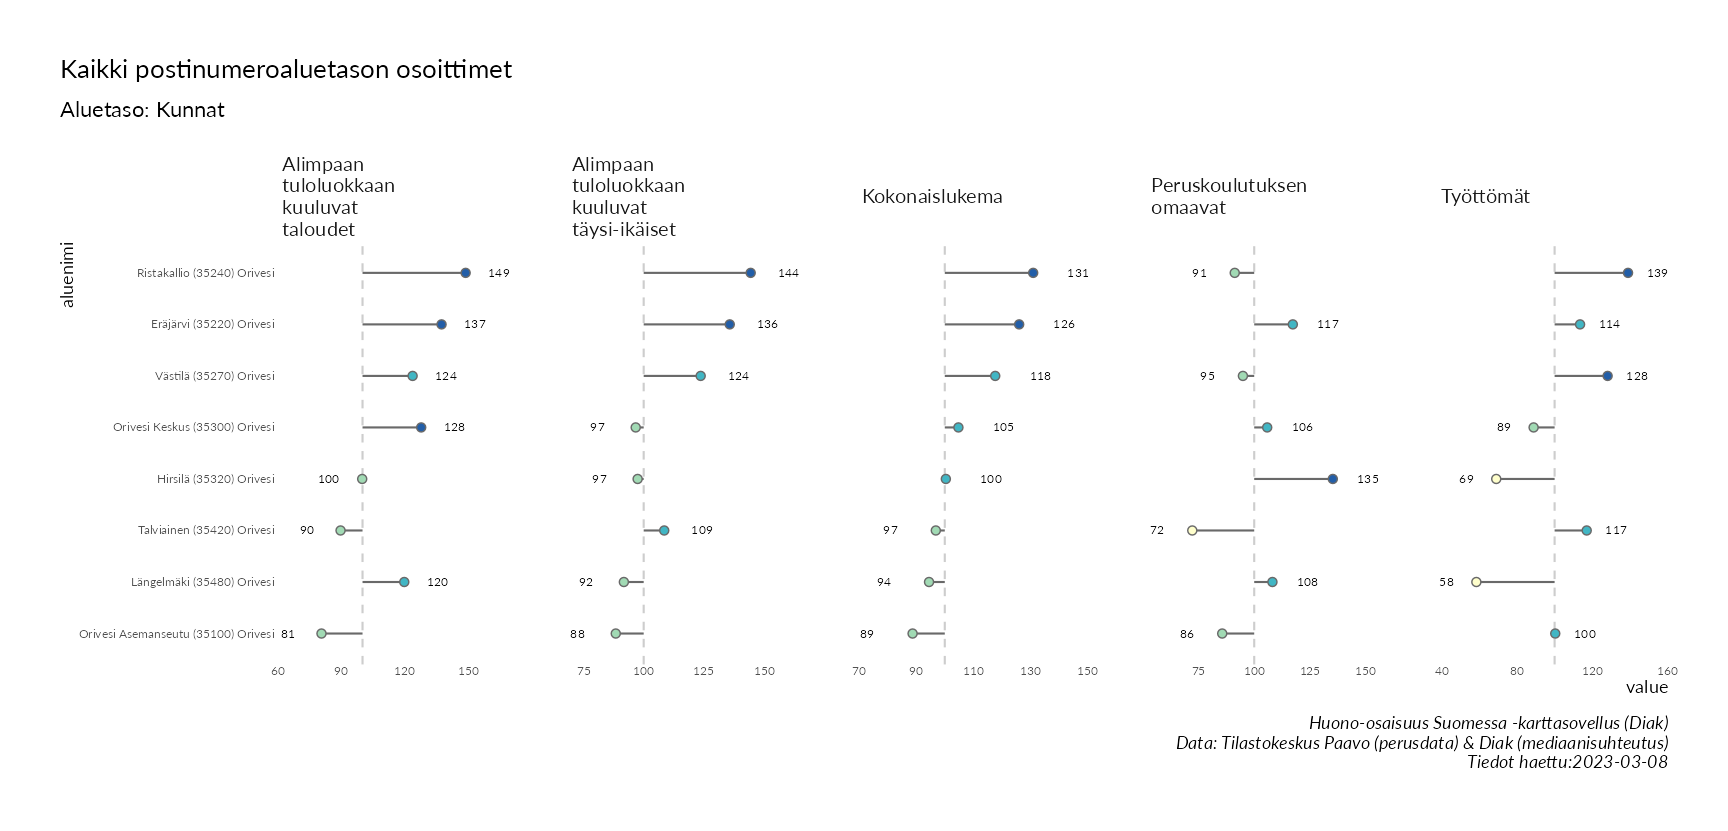 Kaikki postinumeroaluetason osoittimet
Aluetaso: Kunnat
Alimpaan
tuloluokkaan
kuuluvat
taloudet
Alimpaan
tuloluokkaan
kuuluvat
täysi-ikäiset
Kokonaislukema
Peruskoulutuksen
omaavat
Työttömät
aluenimi
Ristakallio (35240) Orivesi 149 144 131 91 139
Eräjärvi (35220) Orivesi 137 136 126 117 114
Västilä (35270) Orivesi 124 124 118 95 128
Orivesi Keskus (35300) Orivesi 128 97 105 106 89
Hirsilä (35320) Orivesi 100 97 100 135 69
Talviainen (35420) Orivesi 90 109 97 72 117
Längelmäki (35480) Orivesi 120 92 94 108 58
Orivesi Asemanseutu (35100) Orivesi 81 88 89 86 100
60 90 120 150 75 100 125 150 70 90 110 130 150 75 100 125 150 40 80 120 160
value
Huono-osaisuus Suomessa -karttasovellus (Diak)
Data: Tilastokeskus Paavo (perusdata) & Diak (mediaanisuhteutus)
Tiedot haettu:2023-03-08